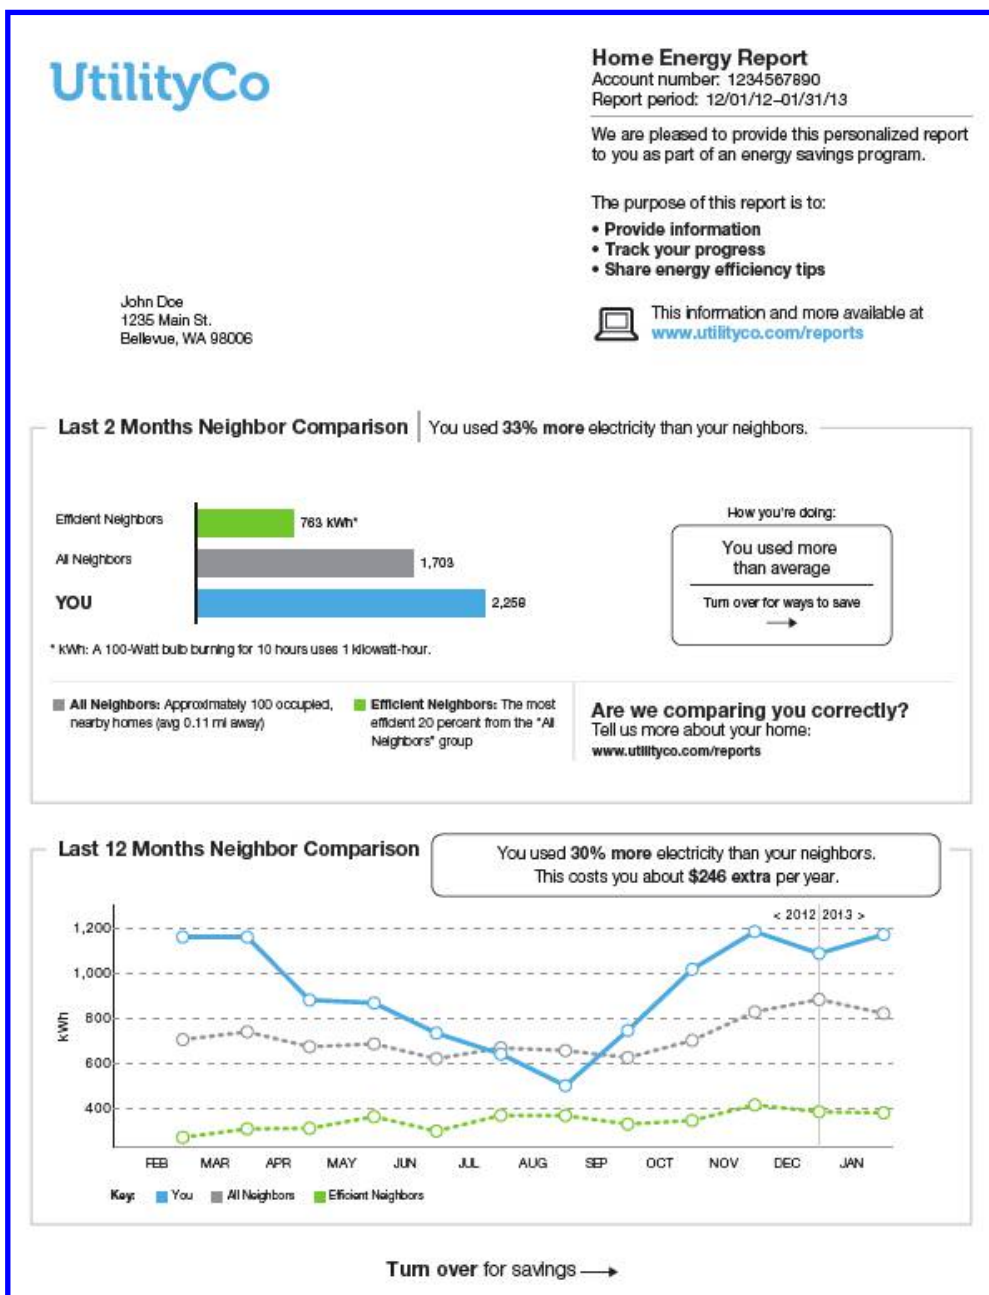 UtilityCo
Home Energy Report
Account number: 1234567890
Report period: 12/01/12–01/31/13
We are pleased to provide this personalized report
to you as part of an energy savings program.
The purpose of this report is to:
• Provide information
• Track your progress
• Share energy efficiency tips
This information and more available at
www.utilityco.com/reports
John Doe
1235 Main St.
Bellevue, WA 98006
Last 2 Months Neighbor Comparison | You used 33% more electricity than your neighbors.
Efficient Neighbors 763 kWh*
All Neighbors 1,703
YOU 2,258
* kWh: A 100-Watt bulb burning for 10 hours uses 1 kilowatt-hour.
How you're doing:
You used more
than average
Turn over for ways to save
All Neighbors: Approximately 100 occupied,
nearby homes (avg 0.11 mi away)
Efficient Neighbors: The most
efficient 20 percent from the "All
Neighbors" group
Are we comparing you correctly?
Tell us more about your home:
www.utilityco.com/reports
Last 12 Months Neighbor Comparison
You used 30% more electricity than your neighbors.
This costs you about $246 extra per year.
< 2012 2013 >
kWh
1,200
1,000
800
600
400
FEB MAR APR MAY JUN JUL AUG SEP OCT NOV DEC JAN
Key: You All Neighbors Efficient Neighbors
Turn over for savings